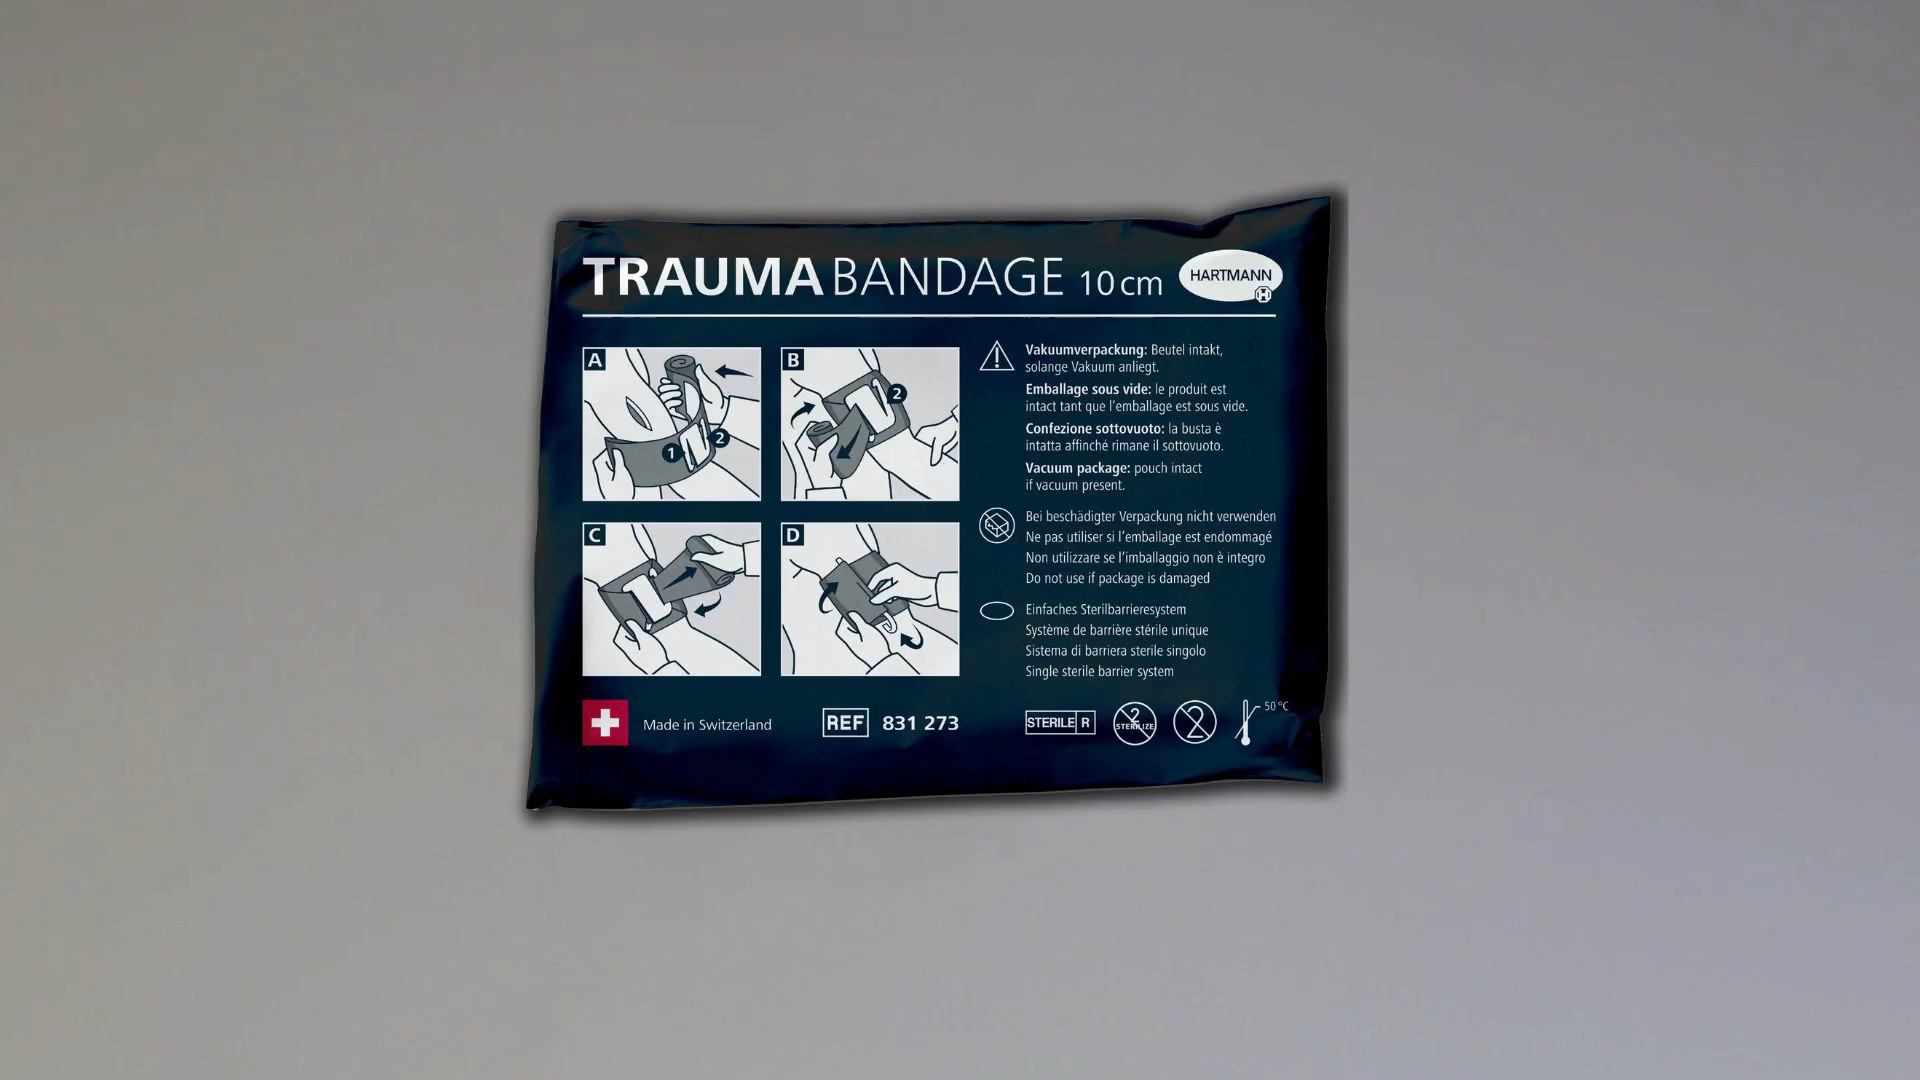 TRAUMA BANDAGE 10 cm
HARTMANN
H
A
1
2
B
2
C
D
Vakuumverpackung: Beutel intakt,
solange Vakuum anliegt.
Emballage sous vide: le produit est
intact tant que l'emballage est sous vide.
Confezione sottovuoto: la busta è
intatta affinché rimane il sottovuoto.
Vacuum package: pouch intact
if vacuum present.
Bei beschädigter Verpackung nicht verwenden
Ne pas utiliser si l'emballage est endommagé
Non utilizzare se l'imballaggio non è integro
Do not use if package is damaged
Einfaches Sterilbarrieresystem
Système de barrière stérile unique
Sistema di barriera sterile singolo
Single sterile barrier system
Made in Switzerland
REF 831 273
STERILE R
2
STERILIZE
2
50 °C